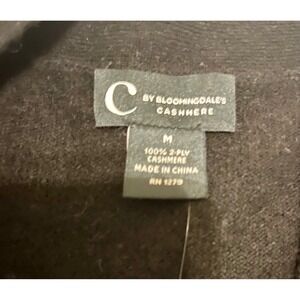 C BY BLOOMINGDALE'S
CASHMERE
M
100% 2-PLY
CASHMERE
MADE IN CHINA
RN 1279